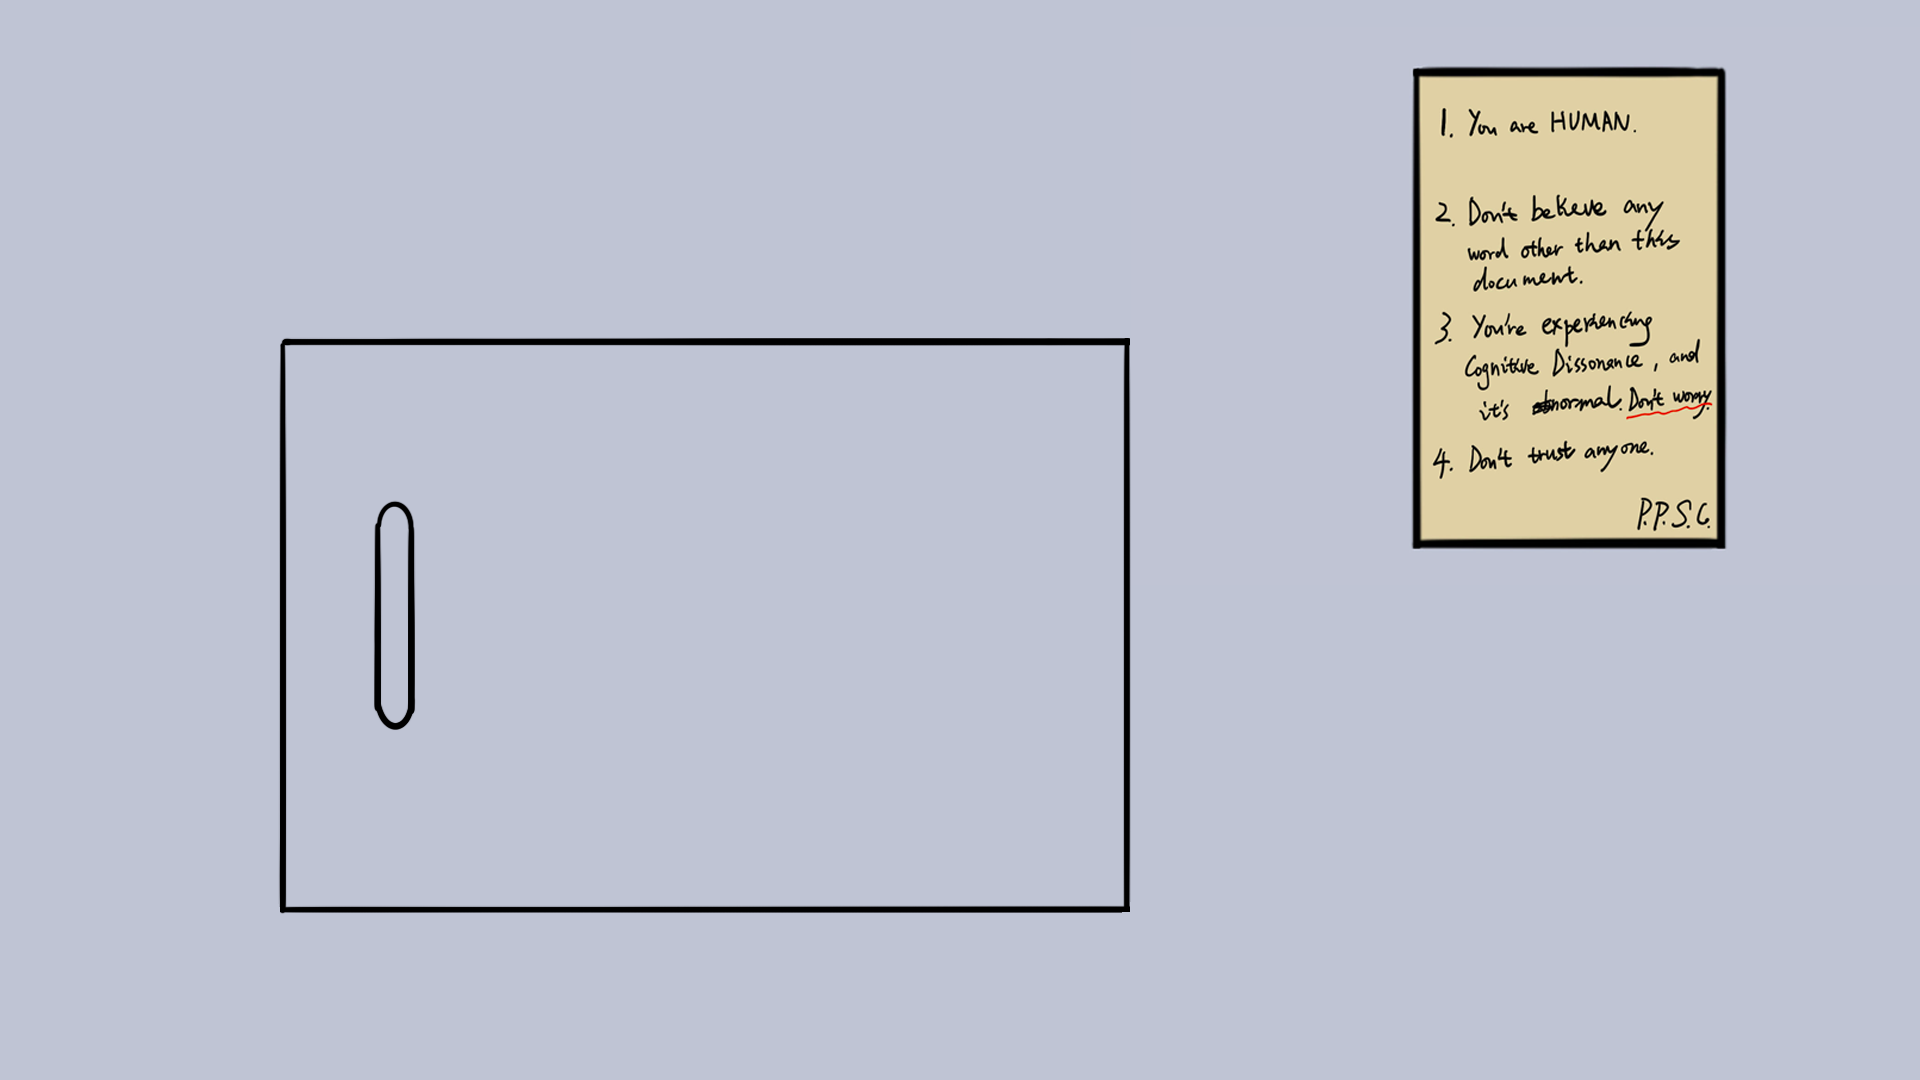 1. You are HUMAN.
2. Don't believe any
word other than this
document.
3. You're experiencing
Cognitive Dissonance, and
it's normal. Don't worry.
4. Don't trust anyone.
P.P.S.C.